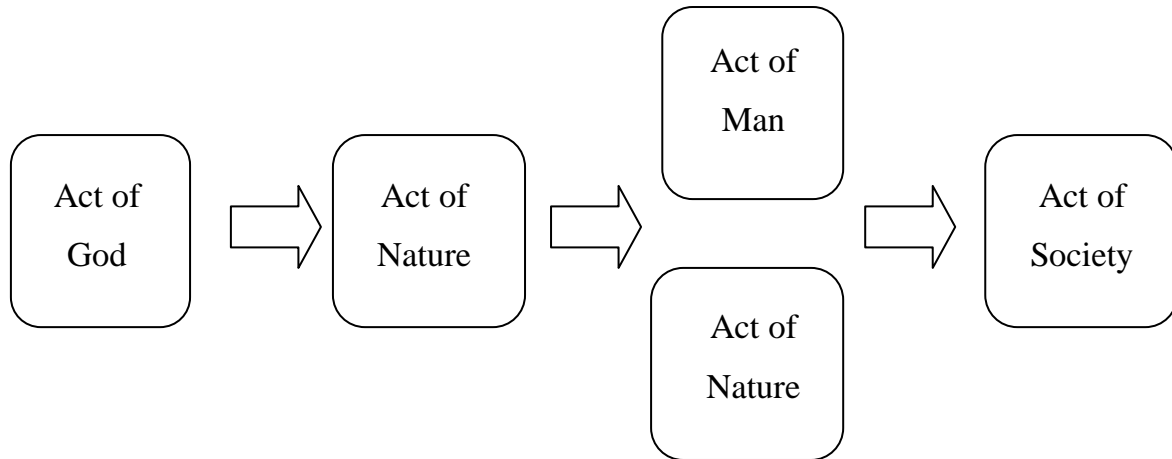 Act of
God
Act of
Nature
Act of
Man
Act of
Nature
Act of
Society